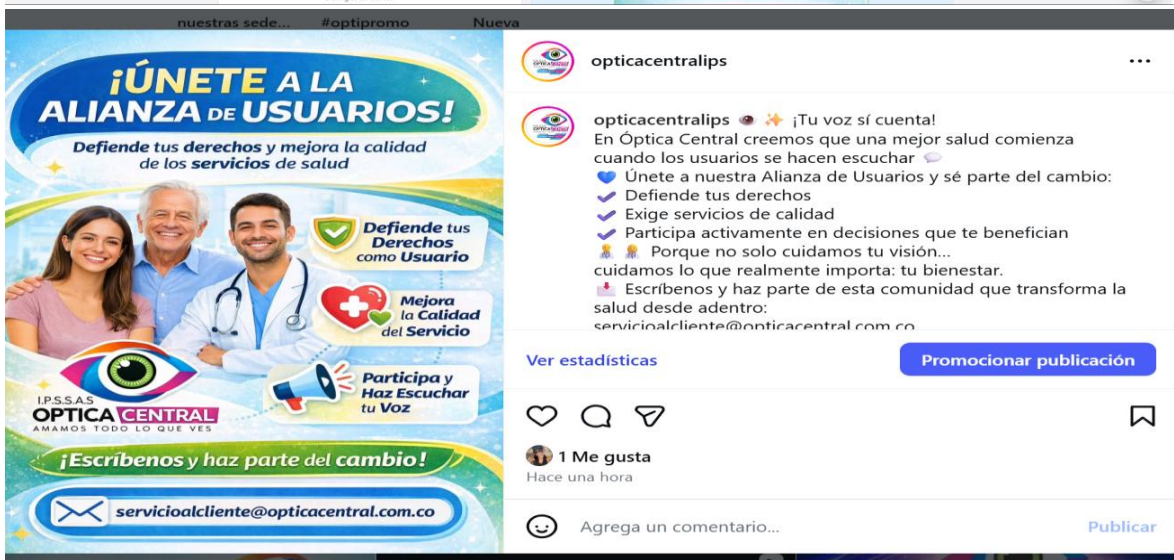 nuestras sede... #optipromo Nueva
¡ÚNETE A LA
ALIANZA DE USUARIOS!
Defiende tus derechos y mejora la calidad
de los servicios de salud
Defiende tus
Derechos
como Usuario
Mejora
la Calidad
del Servicio
Participa y
Haz Escuchar
tu Voz
I.P.S.S.A.S
OPTICA CENTRAL
AMAMOS TODO LO QUE VES
¡Escríbenos y haz parte del cambio!
servicioalcliente@opticacentral.com.co
opticacentralips
opticacentralips 👁️ ✨ ¡Tu voz sí cuenta!
En Óptica Central creemos que una mejor salud comienza
cuando los usuarios se hacen escuchar 💬
💙 Únete a nuestra Alianza de Usuarios y sé parte del cambio:
✔ Defiende tus derechos
✔ Exige servicios de calidad
✔ Participa activamente en decisiones que te benefician
Porque no solo cuidamos tu visión...
cuidamos lo que realmente importa: tu bienestar.
📩 Escríbenos y haz parte de esta comunidad que transforma la
salud desde adentro:
servicioalcliente@opticacentral.com.co
Ver estadísticas
Promocionar publicación
1 Me gusta
Hace una hora
Agrega un comentario...
Publicar